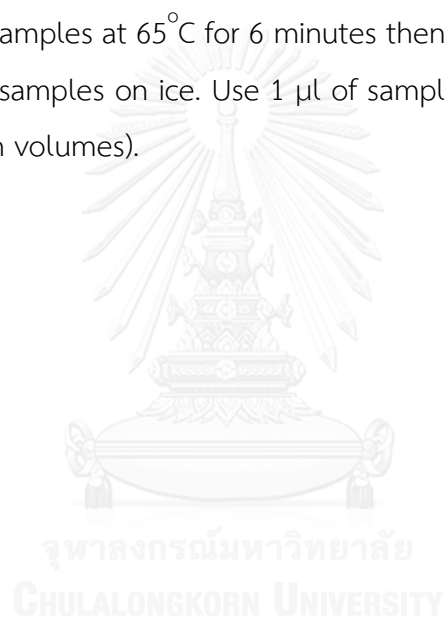 amples at 65°C for 6 minutes then
samples on ice. Use 1 µl of sampl
n volumes).
จุฬาลงกรณ์มหาวิทยาลัย
CHULALONGKORN UNIVERSITY